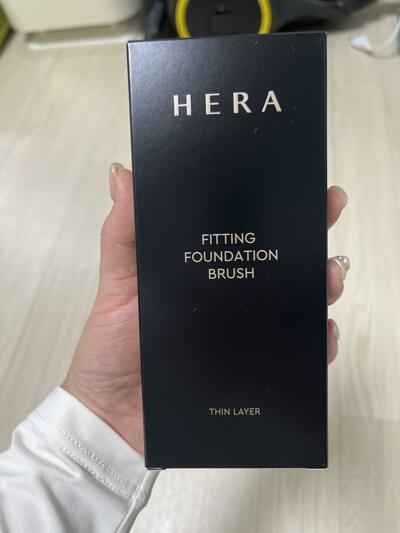 HERA
FITTING
FOUNDATION
BRUSH
THIN LAYER